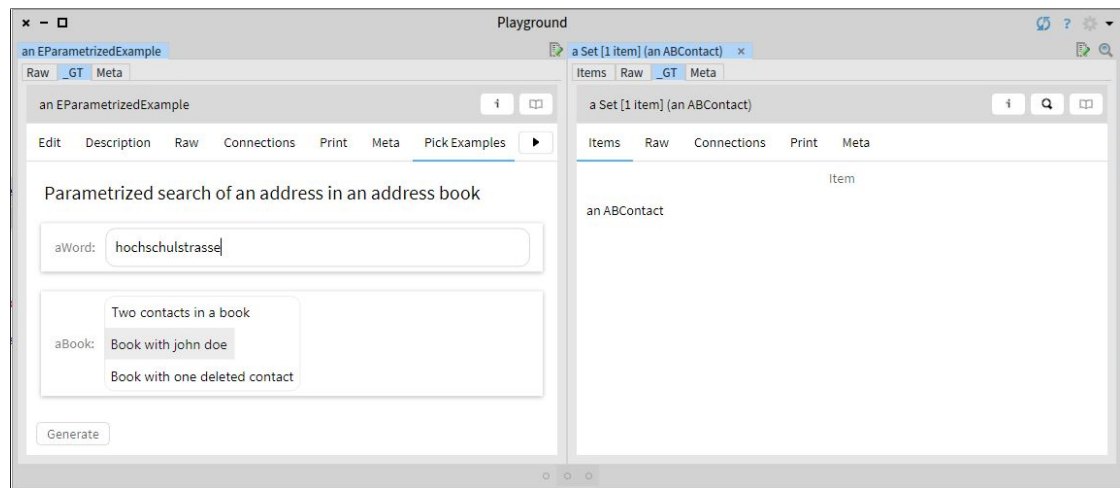 Playground
?
an EParametrizedExample
Raw _GT Meta
an EParametrizedExample
i
Edit Description Raw Connections Print Meta Pick Examples
Parametrized search of an address in an address book
aWord: hochschulstrasse
Two contacts in a book
aBook: Book with john doe
Book with one deleted contact
Generate
a Set [1 item] (an ABContact) ×
Items Raw _GT Meta
a Set [1 item] (an ABContact)
i
Items Raw Connections Print Meta
Item
an ABContact